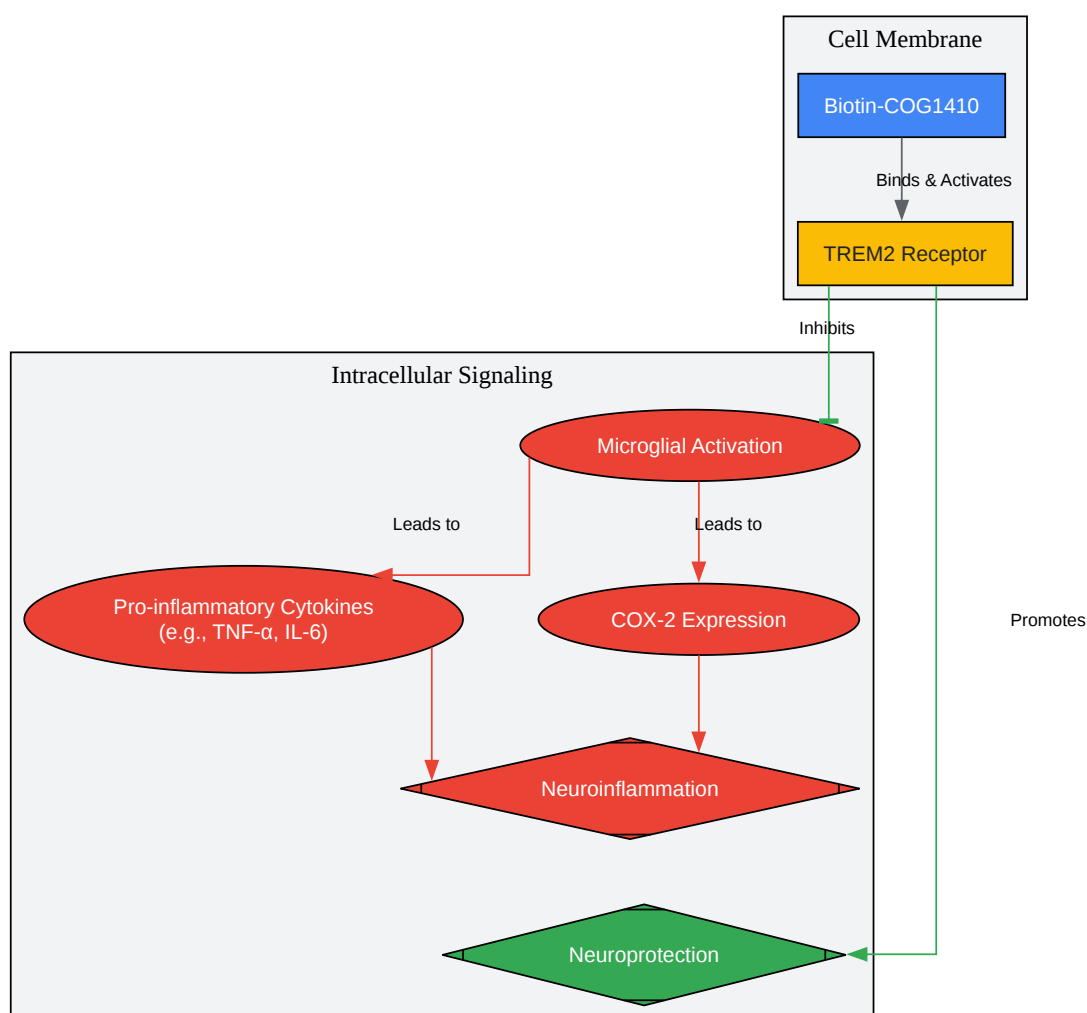 Cell Membrane
Biotin-COG1410
Binds & Activates
TREM2 Receptor
Inhibits
Intracellular Signaling
Microglial Activation
Leads to
Leads to
Pro-inflammatory Cytokines
(e.g., TNF-α, IL-6)
COX-2 Expression
Promotes
Neuroinflammation
Neuroprotection